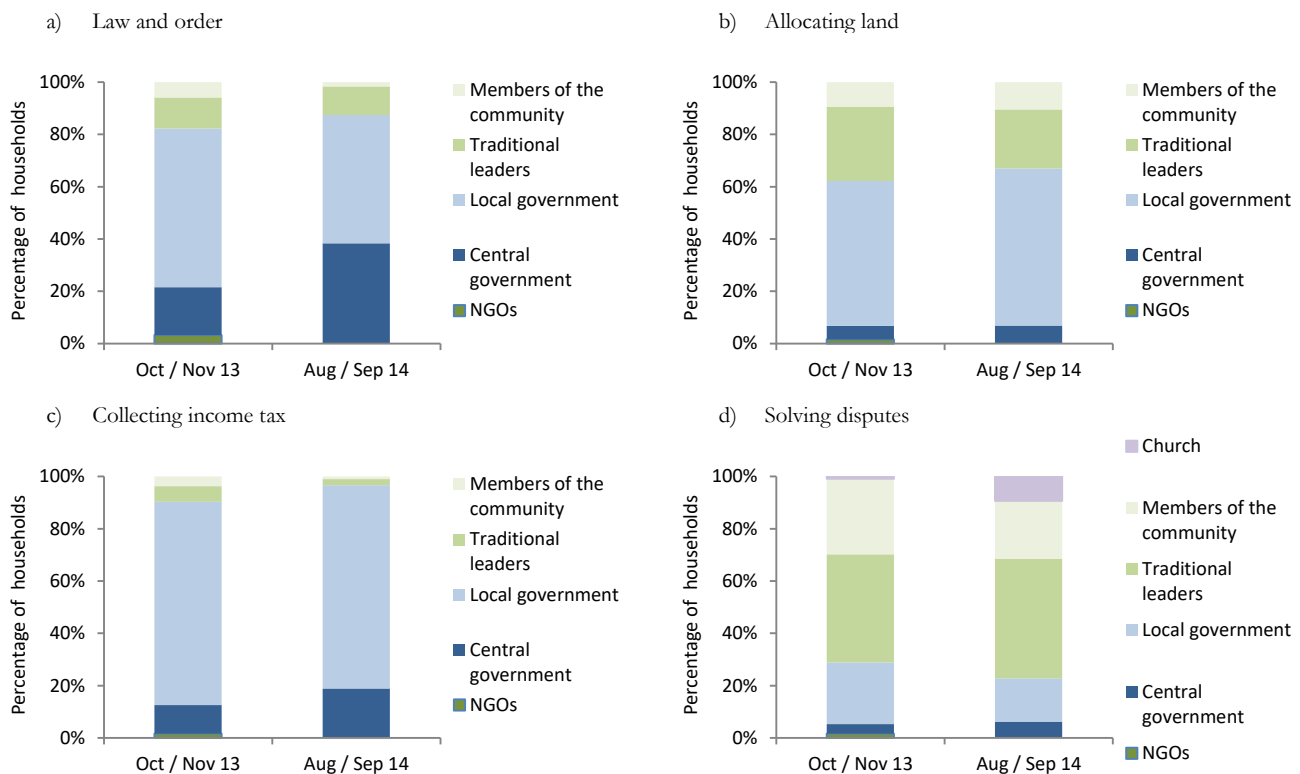 a) Law and order
Percentage of households
100%
80%
60%
40%
20%
0%
Oct / Nov 13
Aug / Sep 14
Members of the
community
Traditional
leaders
Local government
Central
government
NGOs
b) Allocating land
Percentage of households
100%
80%
60%
40%
20%
0%
Oct / Nov 13
Aug / Sep 14
Members of the
community
Traditional
leaders
Local government
Central
government
NGOs
c) Collecting income tax
Percentage of households
100%
80%
60%
40%
20%
0%
Oct / Nov 13
Aug / Sep 14
Members of the
community
Traditional
leaders
Local government
Central
government
NGOs
d) Solving disputes
Percentage of households
100%
80%
60%
40%
20%
0%
Oct / Nov 13
Aug / Sep 14
Church
Members of the
community
Traditional
leaders
Local government
Central
government
NGOs